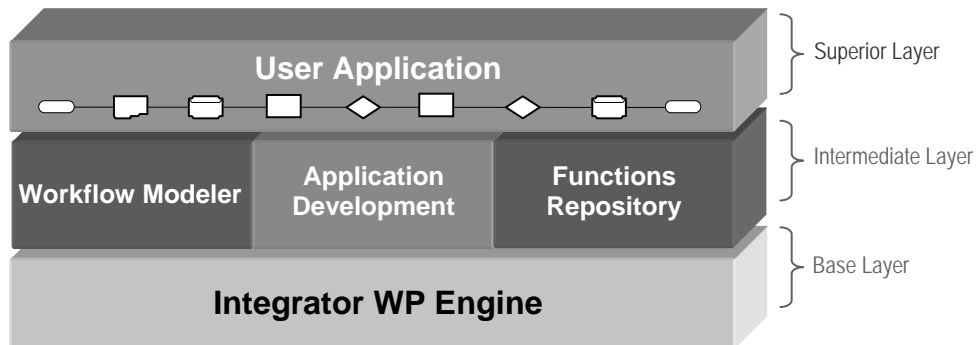 User Application
Superior Layer
Workflow Modeler
Application
Development
Functions
Repository
Intermediate Layer
Integrator WP Engine
Base Layer